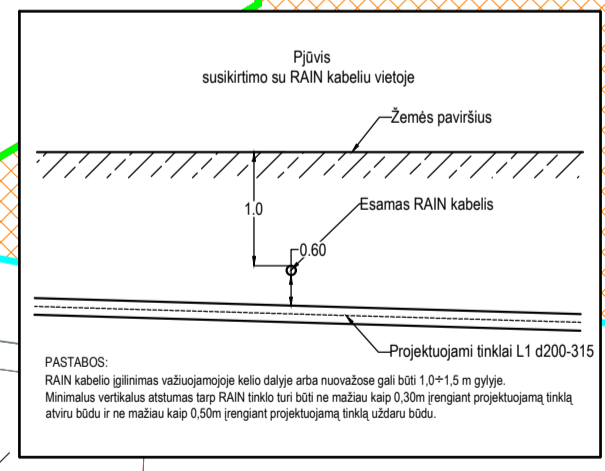 Pjūvis
susikirtimo su RAIN kabeliu vietoje
Žemės paviršius
1.0
Esamas RAIN kabelis
0.60
Projektuojami tinklai L1 d200-315
PASTABOS:
RAIN kabelio įgilinimas važiuojamojoje kelio dalyje arba nuovažose gali būti 1,0÷1,5 m gylyje.
Minimalus vertikalus atstumas tarp RAIN tinklo turi būti ne mažiau kaip 0,30m įrengiant projektuojamą tinklą
atviru būdu ir ne mažiau kaip 0,50m įrengiant projektuojamą tinklą uždaru būdu.